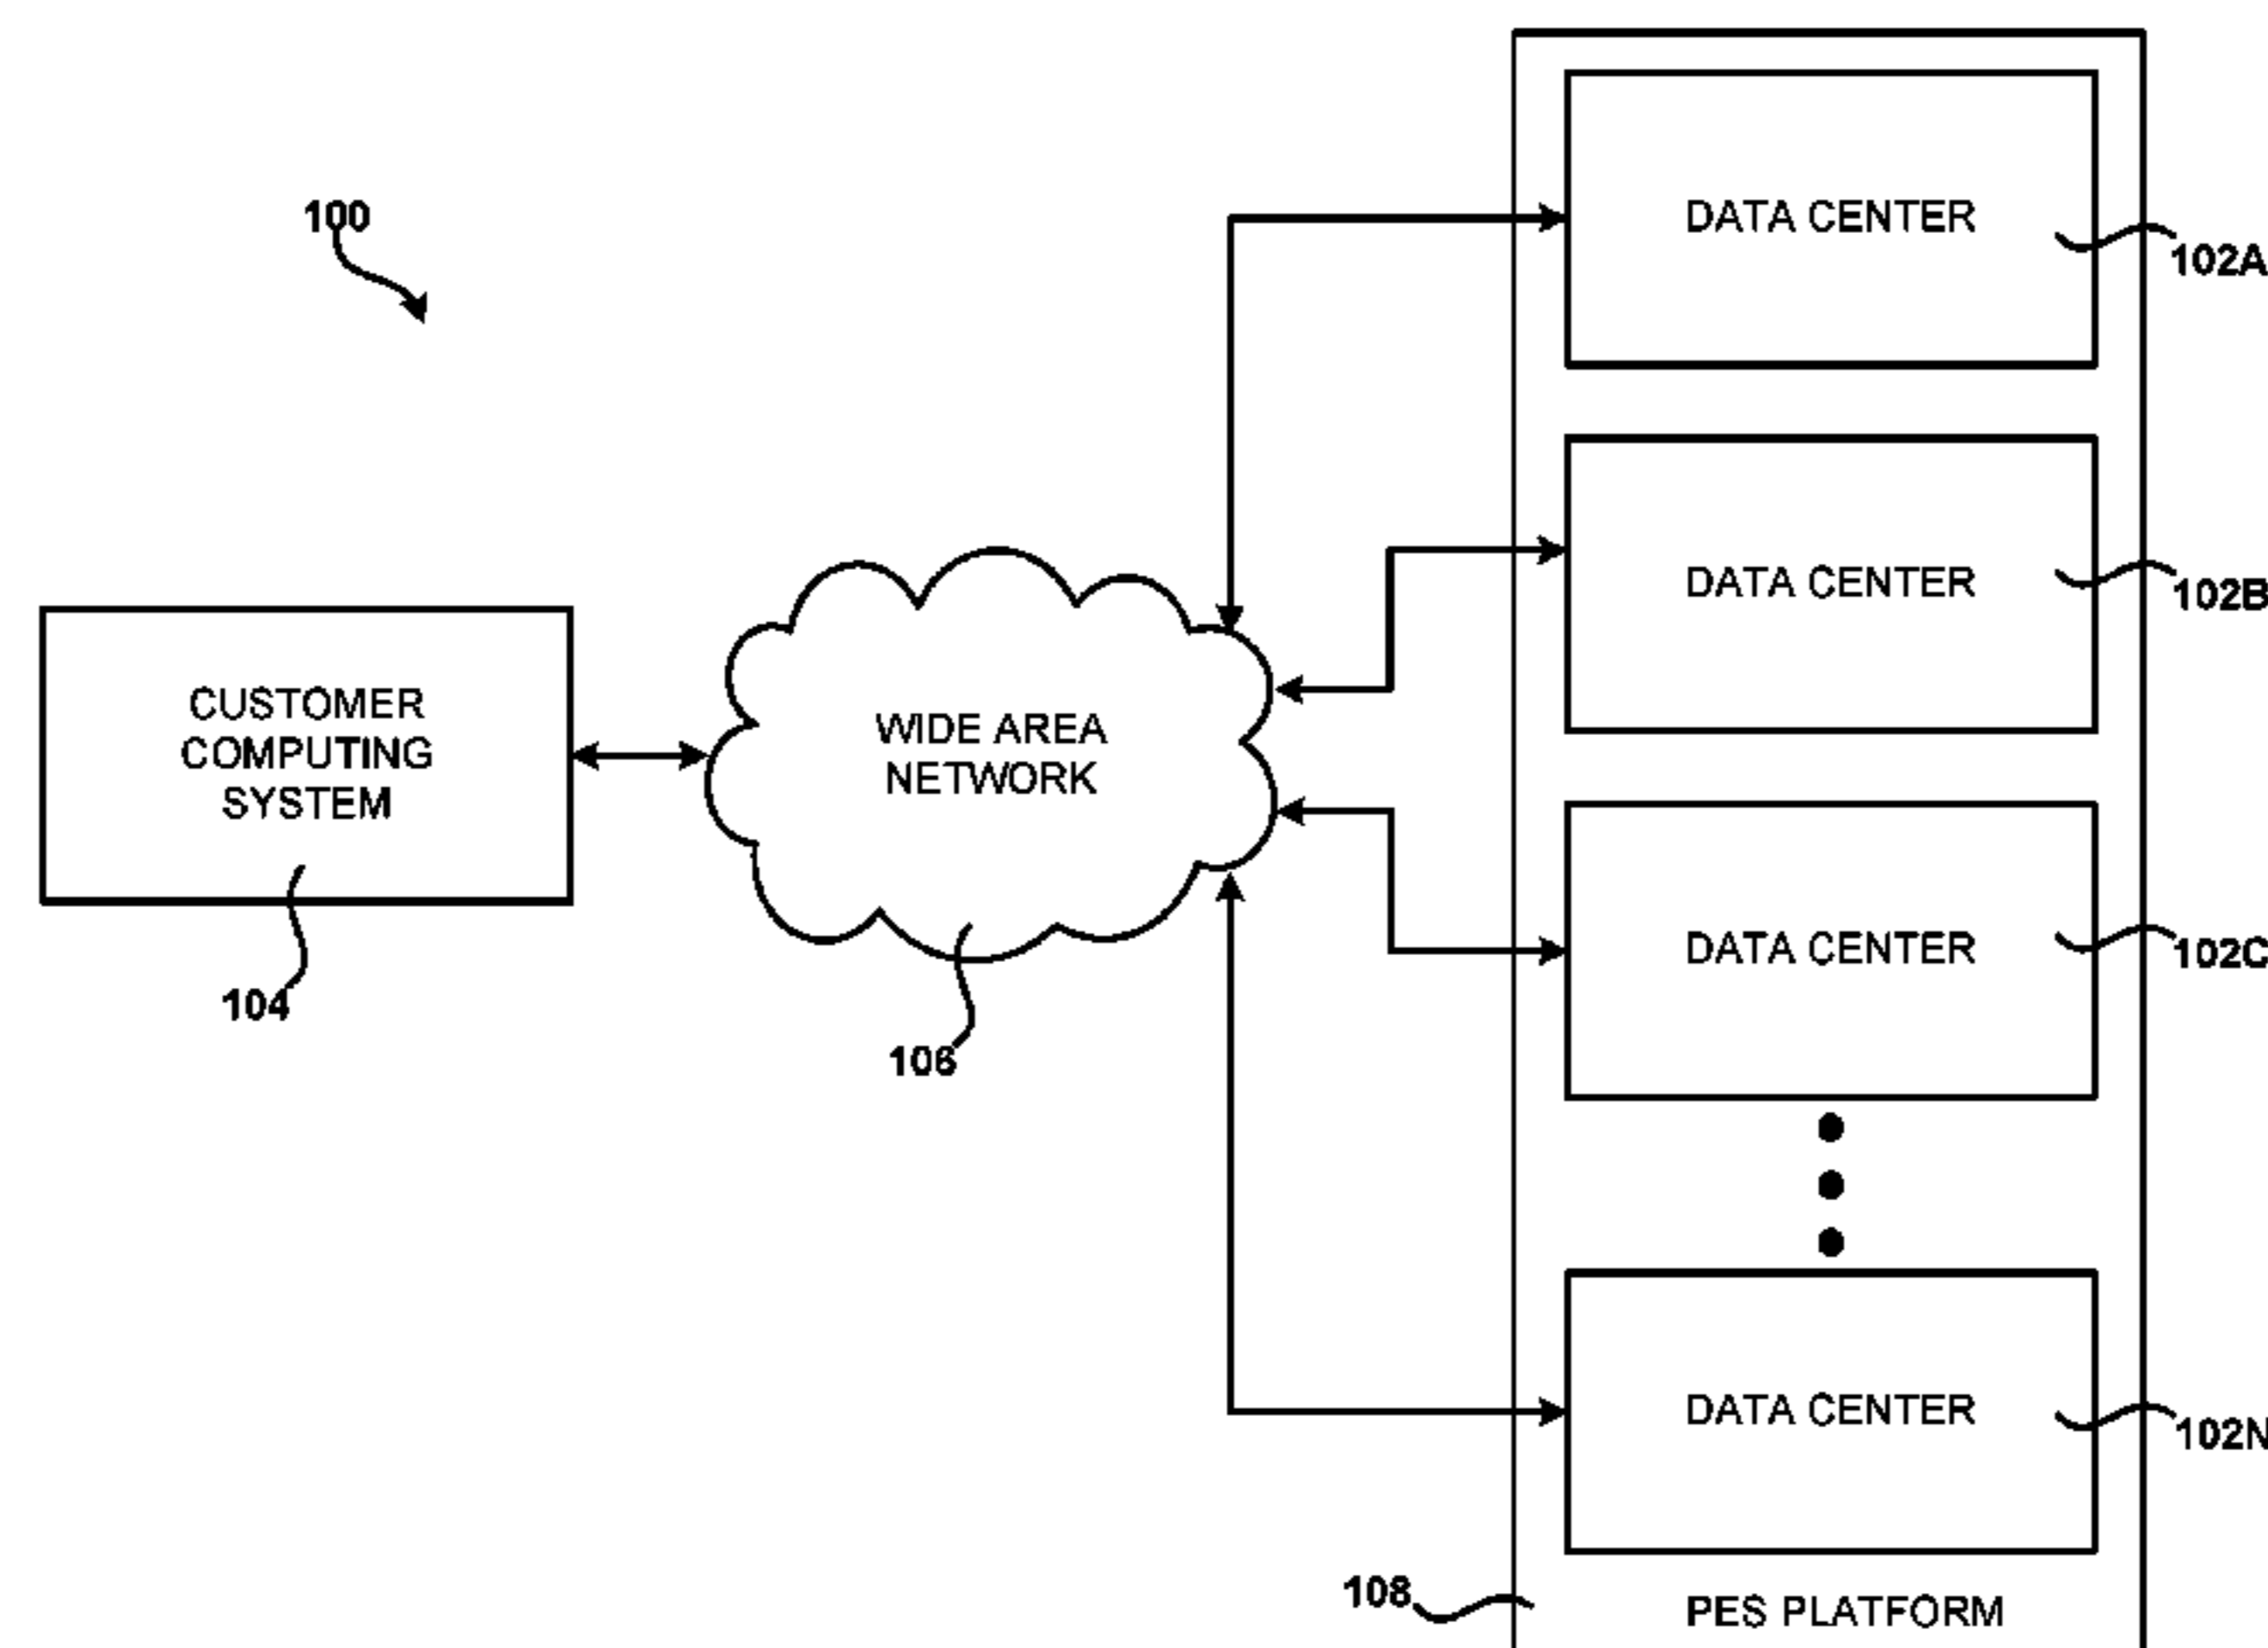 100
DATA CENTER
102A
DATA CENTER
102B
CUSTOMER
COMPUTING
SYSTEM
104
WIDE AREA
NETWORK
106
DATA CENTER
102C
DATA CENTER
102N
108
PES PLATFORM